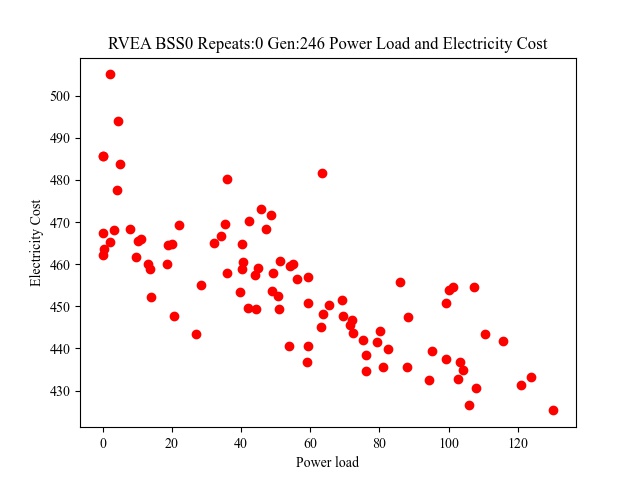 RVEA BSS0 Repeats:0 Gen:246 Power Load and Electricity Cost
500
490
480
470
460
450
440
430
Electricity Cost
0 20 40 60 80 100 120
Power load